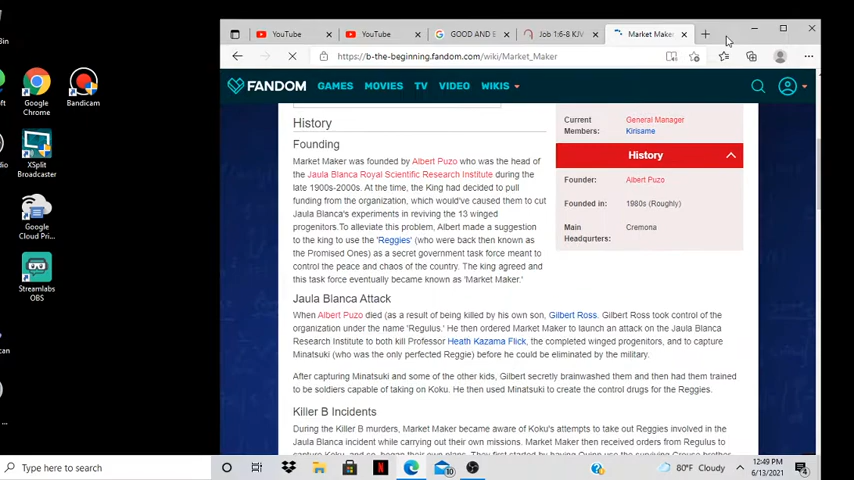 Bin
YouTube
YouTube
GOOD AND E
Job 1:6-8 KJV
Market Make
https://b-the-beginning.fandom.com/wiki/Market_Maker
FANDOM GAMES MOVIES TV VIDEO WIKIS
Google Chrome
Bandicam
XSplit Broadcaster
Google Cloud Pri...
Streamlabs OBS
History
Founding
Market Maker was founded by Albert Puzo who was the head of
the Jaula Blanca Royal Scientific Research Institute during the
late 1900s-2000s. At the time, the King had decided to pull
funding from the organization, which would've caused them to cut
Jaula Blanca's experiments in reviving the 13 winged
progenitors.To alleviate this problem, Albert made a suggestion
to the king to use the 'Reggies' (who were back then known as
the Promised Ones) as a secret government task force meant to
control the peace and chaos of the country. The king agreed and
this task force eventually became known as 'Market Maker.'
Current Members:
General Manager
Kirisame
History
Founder: Albert Puzo
Founded in: 1980s (Roughly)
Main Headqurters: Cremona
Jaula Blanca Attack
When Albert Puzo died (as a result of being killed by his own son, Gilbert Ross. Gilbert Ross took control of the
organization under the name 'Regulus.' He then ordered Market Maker to launch an attack on the Jaula Blanca
Research Institute to both kill Professor Heath Kazama Flick, the completed winged progenitors, and to capture
Minatsuki (who was the only perfected Reggie) before he could be eliminated by the military.
After capturing Minatsuki and some of the other kids, Gilbert secretly brainwashed them and then had them trained
to be soldiers capable of taking on Koku. He then used Minatsuki to create the control drugs for the Reggies.
Killer B Incidents
During the Killer B murders, Market Maker became aware of Koku's attempts to take out Reggies involved in the
Jaula Blanca incident while carrying out their own missions. Market Maker then received orders from Regulus to
Type here to search
10
80°F Cloudy
12:49 PM
6/13/2021
4